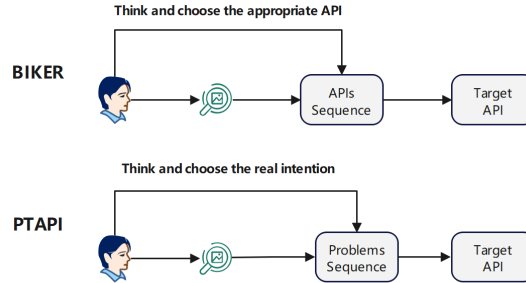 Think and choose the appropriate API
BIKER
APIs
Sequence
Target
API
Think and choose the real intention
PTAPI
Problems
Sequence
Target
API